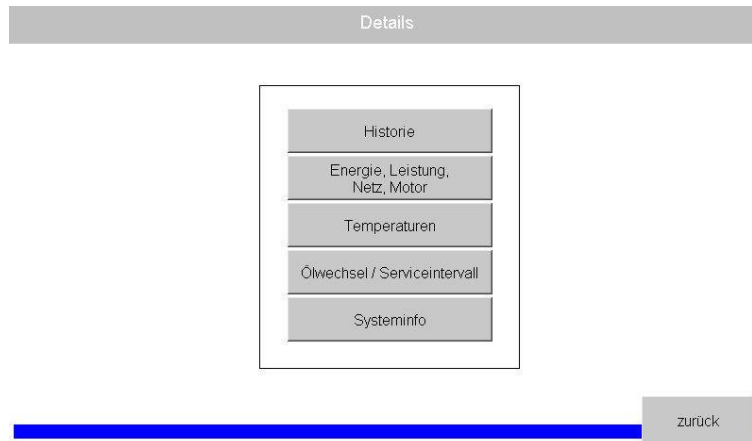 Details
Historie
Energie, Leistung,
Netz, Motor
Temperaturen
Ölwechsel / Serviceintervall
Systeminfo
zurück